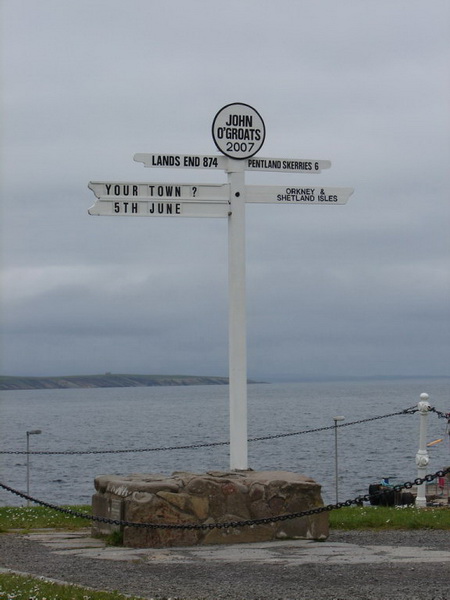 JOHN
O'GROATS
2007
LANDS END 874
PENTLAND SKERRIES 6
YOUR TOWN ?
5TH JUNE
ORKNEY &
SHETLAND ISLES